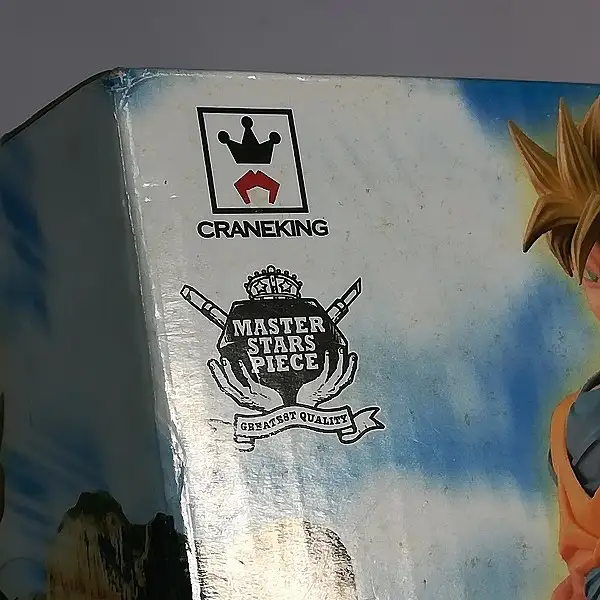 CRANEKING
MASTER
STARS
PIECE
GREATEST QUALITY